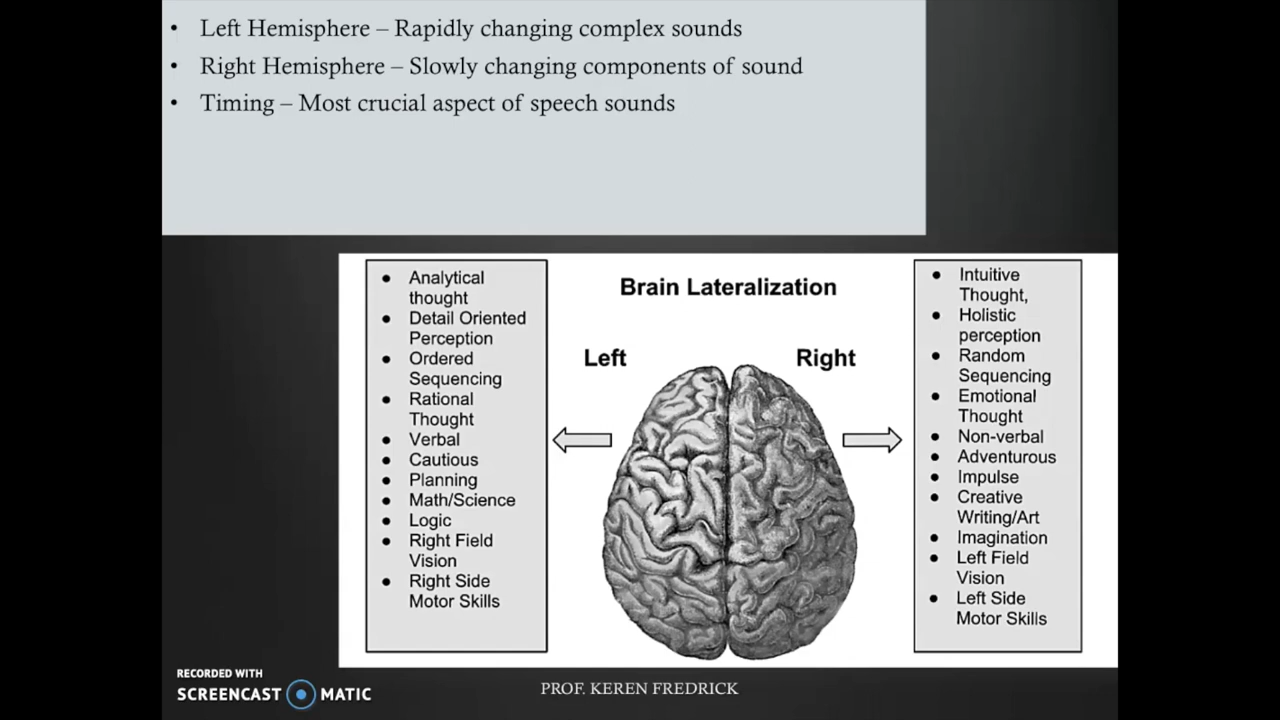 • Left Hemisphere – Rapidly changing complex sounds
• Right Hemisphere – Slowly changing components of sound
• Timing – Most crucial aspect of speech sounds
Brain Lateralization
Left
Right
• Analytical
thought
• Detail Oriented
Perception
• Ordered
Sequencing
• Rational
Thought
• Verbal
• Cautious
• Planning
• Math/Science
• Logic
• Right Field
Vision
• Right Side
Motor Skills
• Intuitive
Thought,
• Holistic
perception
• Random
Sequencing
• Emotional
Thought
• Non-verbal
• Adventurous
• Impulse
• Creative
Writing/Art
• Imagination
• Left Field
Vision
• Left Side
Motor Skills
RECORDED WITH
SCREENCAST MATIC
PROF. KEREN FREDRICK